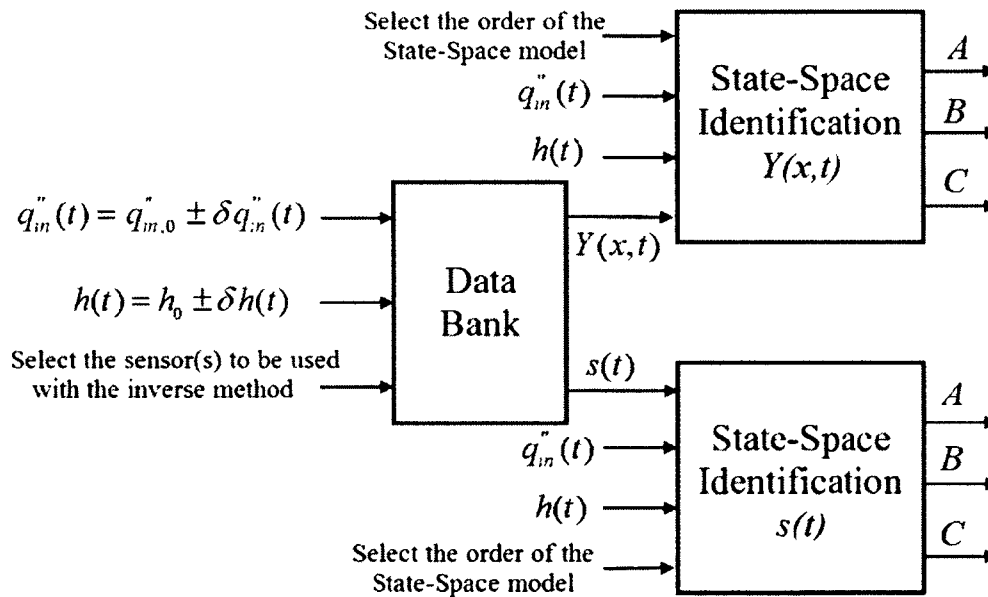 Select the order of the
State-Space model
q"in(t)
h(t)
State-Space
Identification
Y(x,t)
A
B
C
q"in(t) = q"in,0 ± δq"in(t)
h(t) = h0 ± δh(t)
Select the sensor(s) to be used
with the inverse method
Data
Bank
Y(x,t)
s(t)
q"in(t)
h(t)
Select the order of the
State-Space model
State-Space
Identification
s(t)
A
B
C